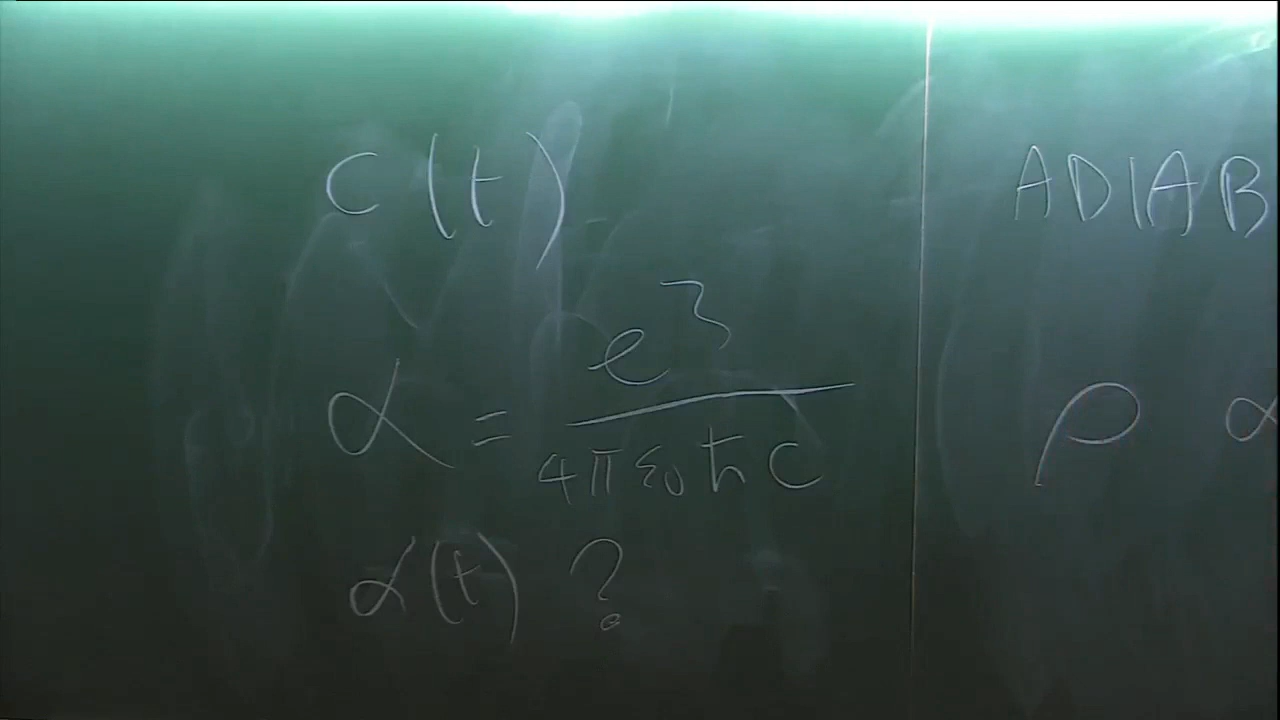 c(t)
α = e³ / 4πε₀ħc
α(t) ?
ADIAB
ρ α